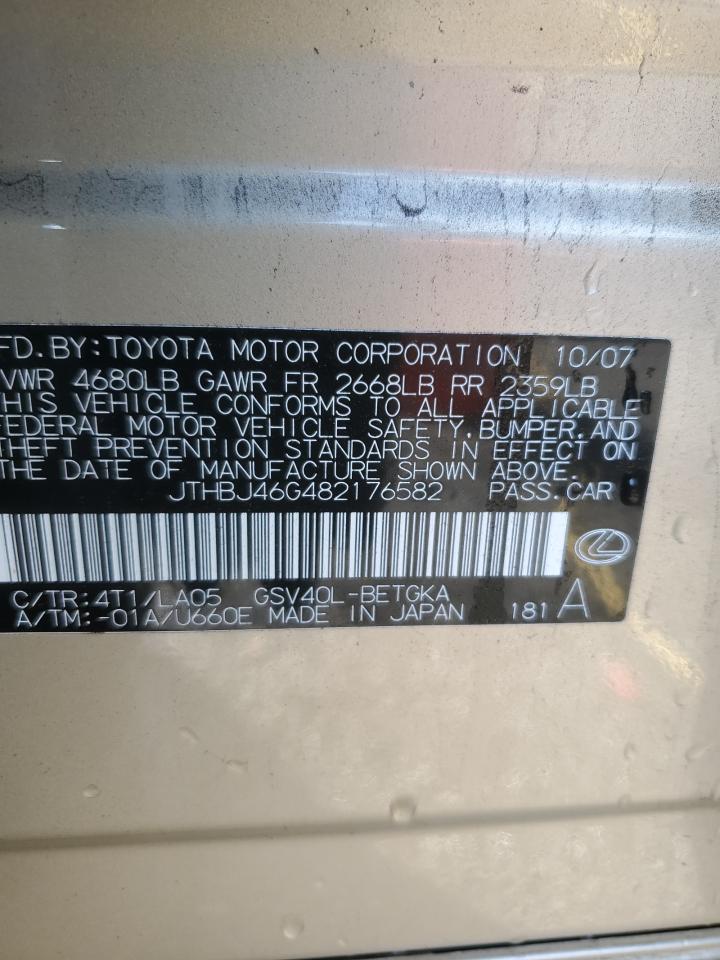 FD.BY:TOYOTA MOTOR CORPORATION 10/07
VWR 4680LB GAWR FR 2668LB RR 2359LB
THIS VEHICLE CONFORMS TO ALL APPLICABLE
FEDERAL MOTOR VEHICLE SAFETY,BUMPER,AND
THEFT PREVENTION STANDARDS IN EFFECT ON
THE DATE OF MANUFACTURE SHOWN ABOVE.
JTHBJ46G482176582 PASS.CAR
C/TR:4T1/LA05 GSV40L-BETGKA
A/TM:-01A/U660E MADE IN JAPAN 181 A